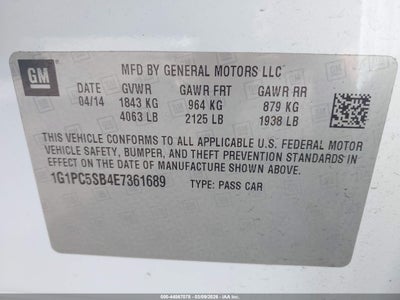 GM
MFD BY GENERAL MOTORS LLC
DATE GVWR GAWR FRT GAWR RR
04/14 1843 KG 964 KG 879 KG
4063 LB 2125 LB 1938 LB
THIS VEHICLE CONFORMS TO ALL APPLICABLE U.S. FEDERAL MOTOR
VEHICLE SAFETY, BUMPER, AND THEFT PREVENTION STANDARDS
IN EFFECT ON THE DATE OF MANUFACTURE SHOWN ABOVE.
1G1PC5SB4E7361689 TYPE: PASS CAR